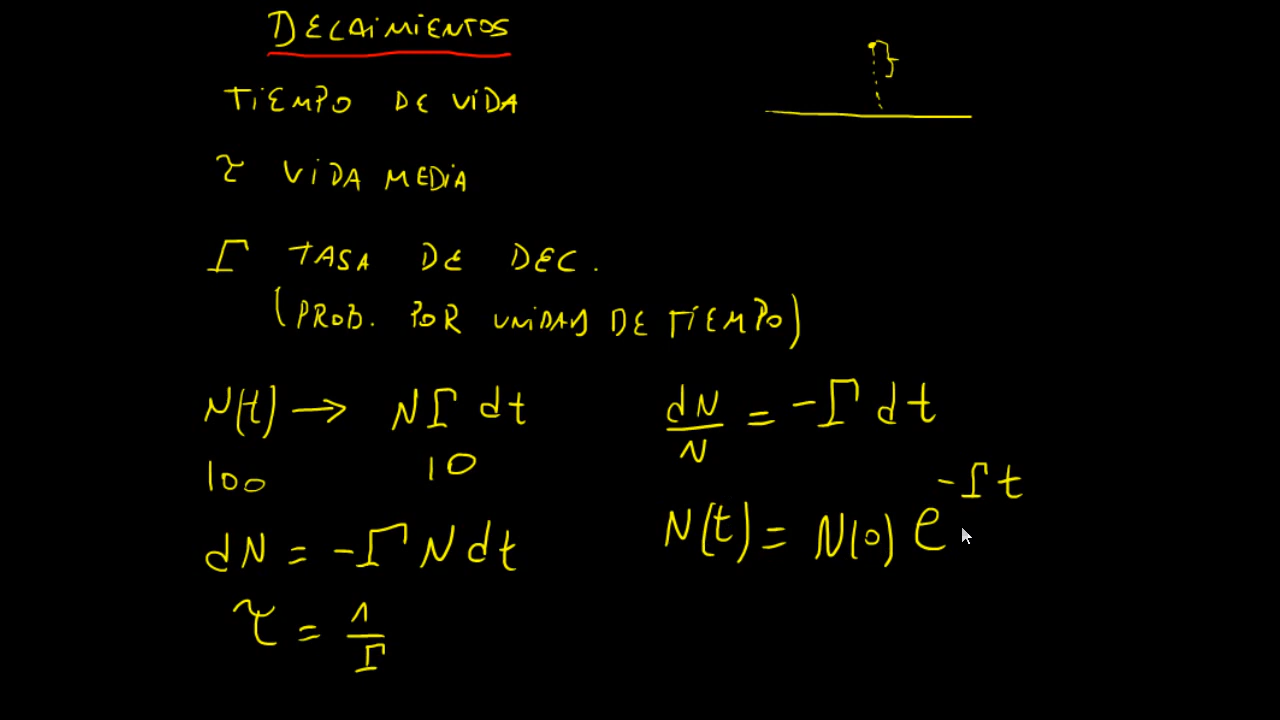 DECAIMIENTOS
TIEMPO DE VIDA
τ VIDA MEDIA
Γ TASA DE DEC.
(PROB. POR UNIDAD DE TIEMPO)
N(t) → NΓ dt
100 10
dN = -Γ N dt
τ = 1/Γ
dN/N = -Γ dt
N(t) = N(0) e^{-Γt}